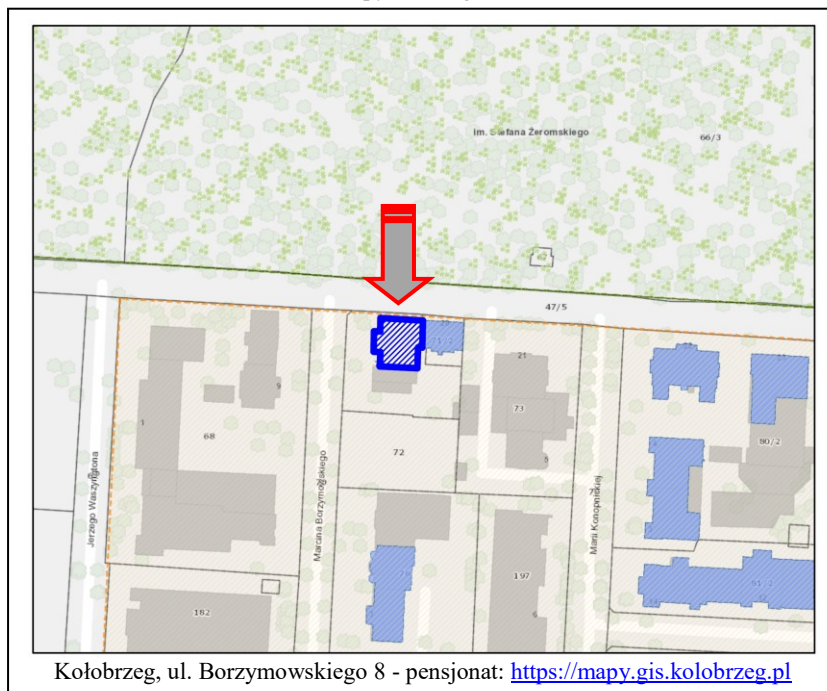 im. Stefana Żeromskiego
66/3
47/5
21
9
1
73
68
72
80/2
5
Jerzego Waszyngtona
Marcina Borzymowskiego
Marii Konopnickiej
197
182
6
Kołobrzeg, ul. Borzymowskiego 8 - pensjonat: https://mapy.gis.kolobrzeg.pl